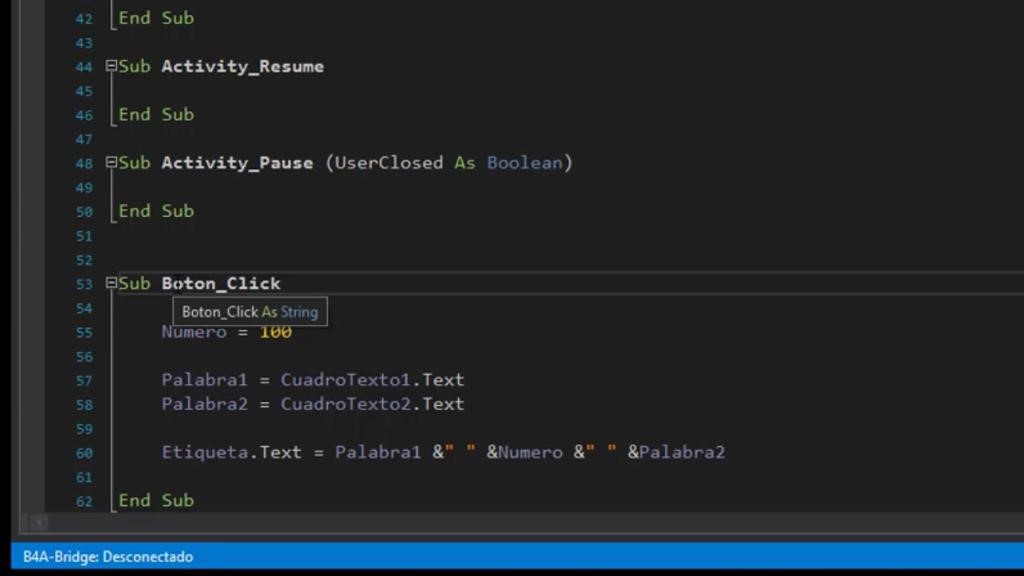 42 End Sub
43
44 Sub Activity_Resume
45
46 End Sub
47
48 Sub Activity_Pause (UserClosed As Boolean)
49
50 End Sub
51
52
53 Sub Boton_Click
54
Boton_Click As String
55 Numero = 100
56
57 Palabra1 = CuadroTexto1.Text
58 Palabra2 = CuadroTexto2.Text
59
60 Etiqueta.Text = Palabra1 &" " &Numero &" " &Palabra2
61
62 End Sub
B4A-Bridge: Desconectado